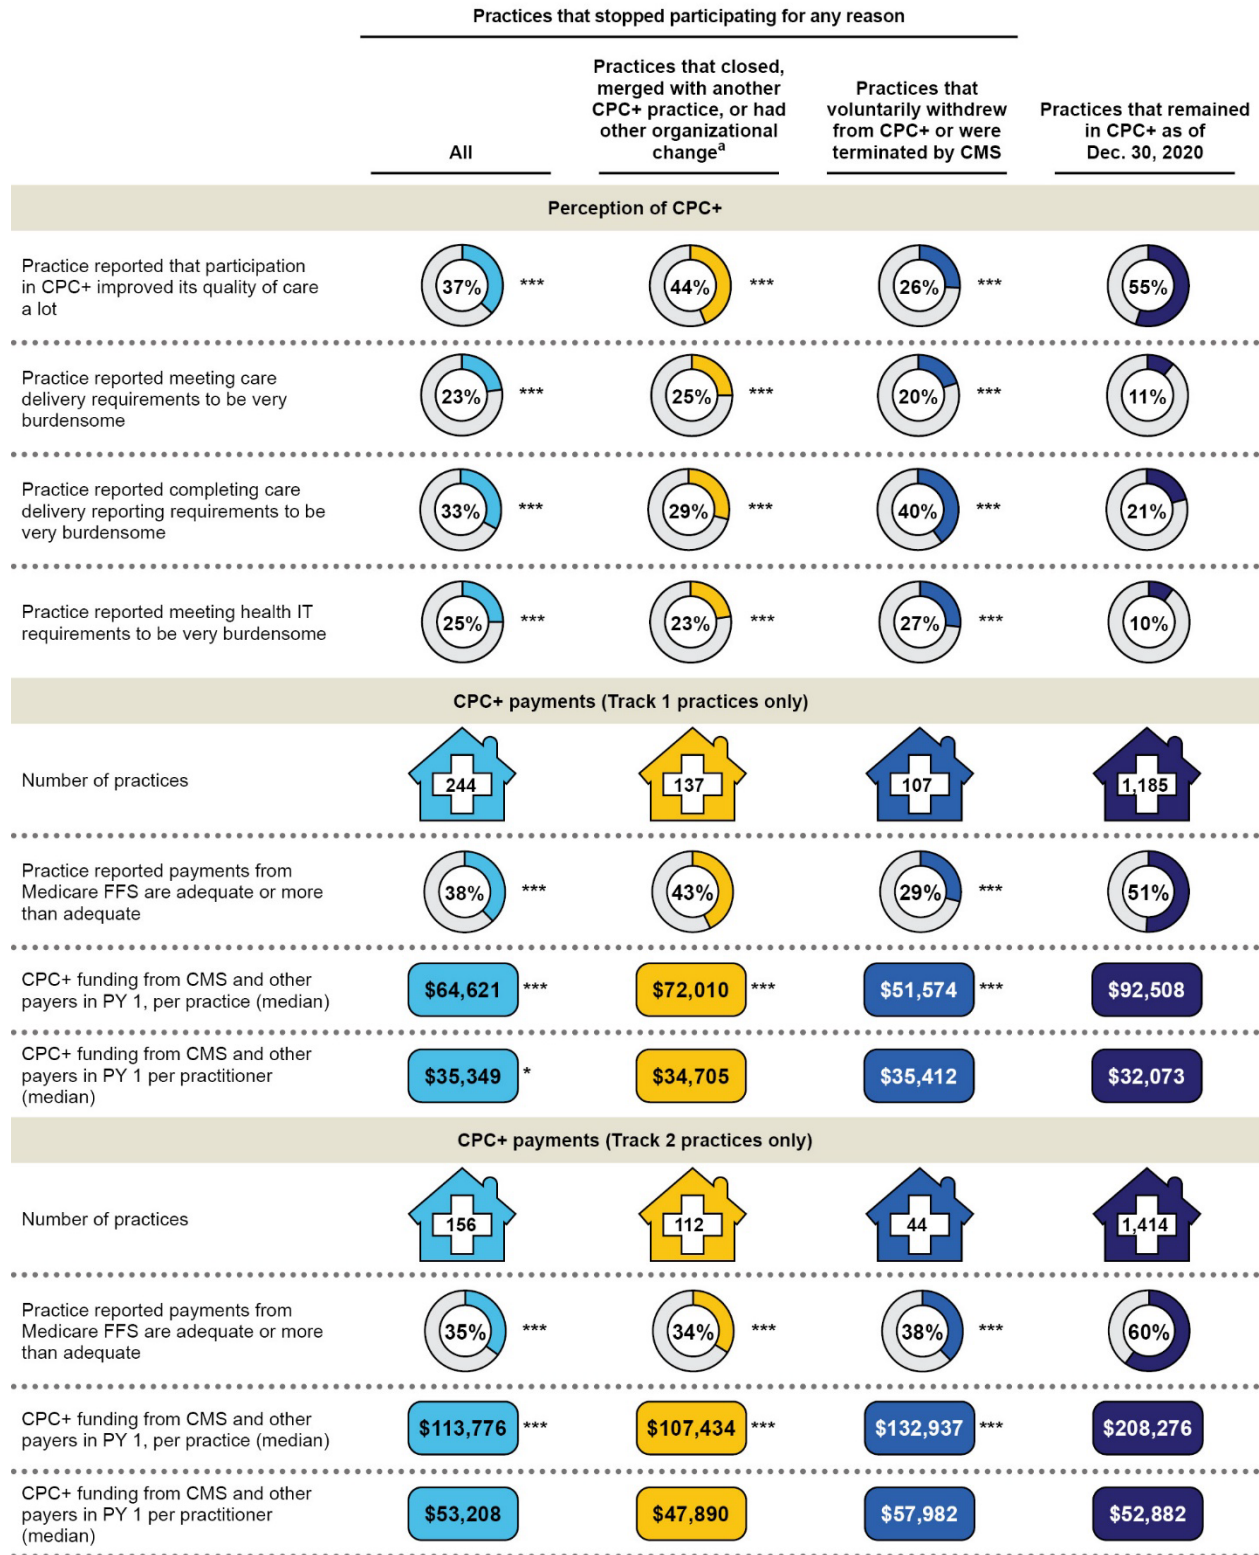 Practices that stopped participating for any reason
All
Practices that closed,
merged with another
CPC+ practice, or had
other organizational
changea
Practices that
voluntarily withdrew
from CPC+ or were
terminated by CMS
Practices that remained
in CPC+ as of
Dec. 30, 2020
Perception of CPC+
Practice reported that participation
in CPC+ improved its quality of care
a lot
37% *** 44% *** 26% *** 55%
Practice reported meeting care
delivery requirements to be very
burdensome
23% *** 25% *** 20% *** 11%
Practice reported completing care
delivery reporting requirements to be
very burdensome
33% *** 29% *** 40% *** 21%
Practice reported meeting health IT
requirements to be very burdensome
25% *** 23% *** 27% *** 10%
CPC+ payments (Track 1 practices only)
Number of practices
244 137 107 1,185
Practice reported payments from
Medicare FFS are adequate or more
than adequate
38% *** 43% 29% *** 51%
CPC+ funding from CMS and other
payers in PY 1, per practice (median)
$64,621 *** $72,010 *** $51,574 *** $92,508
CPC+ funding from CMS and other
payers in PY 1 per practitioner
(median)
$35,349 * $34,705 $35,412 $32,073
CPC+ payments (Track 2 practices only)
Number of practices
156 112 44 1,414
Practice reported payments from
Medicare FFS are adequate or more
than adequate
35% *** 34% *** 38% *** 60%
CPC+ funding from CMS and other
payers in PY 1, per practice (median)
$113,776 *** $107,434 *** $132,937 *** $208,276
CPC+ funding from CMS and other
payers in PY 1 per practitioner
(median)
$53,208 $47,890 $57,982 $52,882